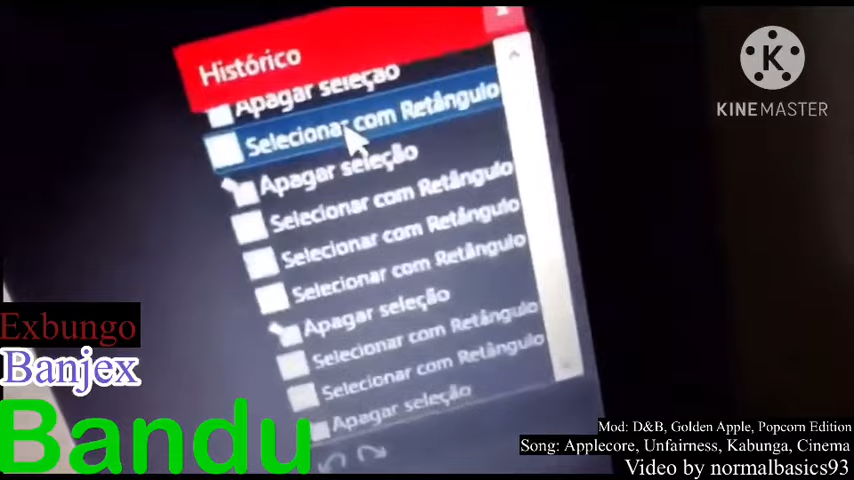 Histórico
Apagar seleção
Selecionar com Retângulo
Apagar seleção
Selecionar com Retângulo
Selecionar com Retângulo
Selecionar com Retângulo
Apagar seleção
Selecionar com Retângulo
Selecionar com Retângulo
Apagar seleção
KINEMASTER
Exbungo
Banjex
Bandu
Mod: D&B, Golden Apple, Popcorn Edition
Song: Applecore, Unfairness, Kabunga, Cinema
Video by normalbasics93